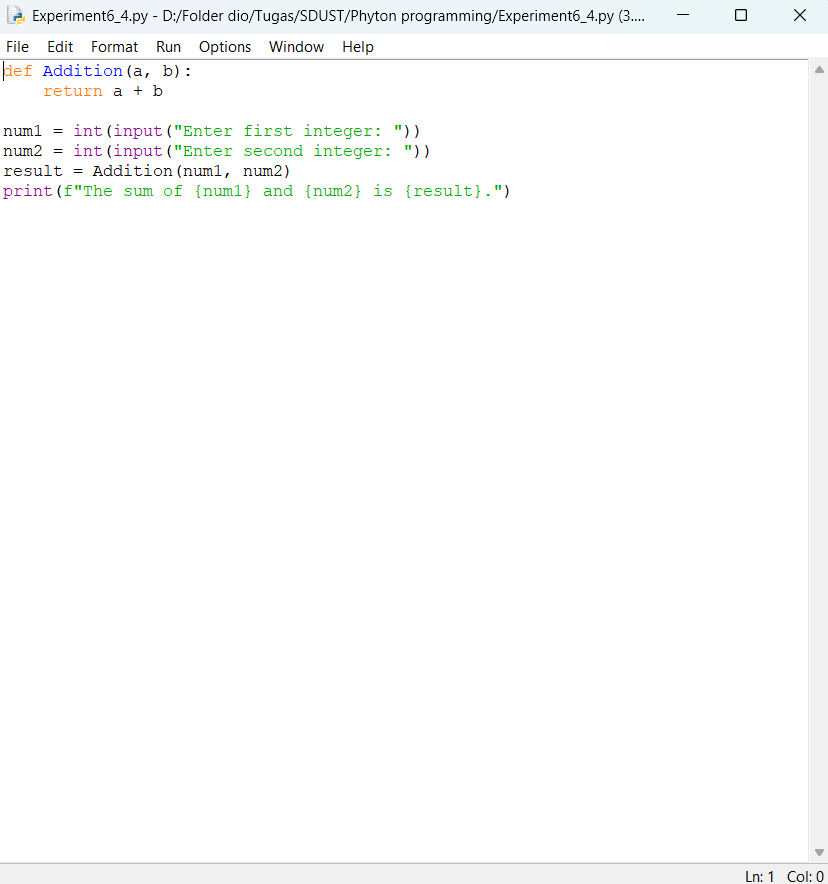 Experiment6_4.py - D:/Folder dio/Tugas/SDUST/Phyton programming/Experiment6_4.py (3....
File Edit Format Run Options Window Help
def Addition(a, b):
    return a + b

num1 = int(input("Enter first integer: "))
num2 = int(input("Enter second integer: "))
result = Addition(num1, num2)
print(f"The sum of {num1} and {num2} is {result}.")
Ln: 1 Col: 0